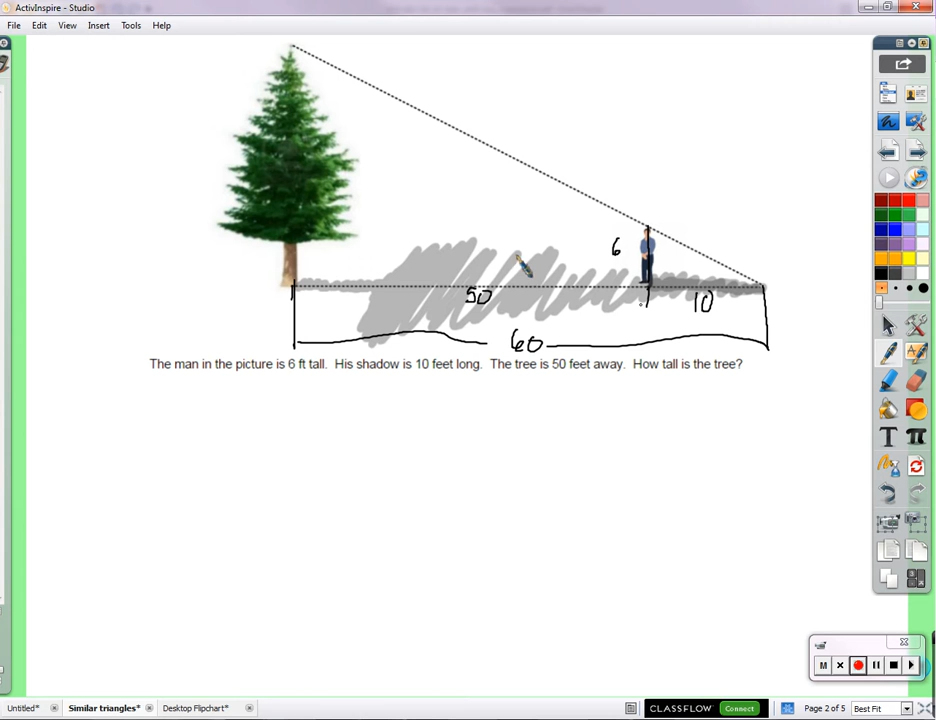 ActivInspire - Studio
File Edit View Insert Tools Help
6
50
10
60
The man in the picture is 6 ft tall. His shadow is 10 feet long. The tree is 50 feet away. How tall is the tree?
T π
M
Untitled* Similar triangles* Desktop Flipchart* CLASSFLOW Connect Page 2 of 5 Best Fit